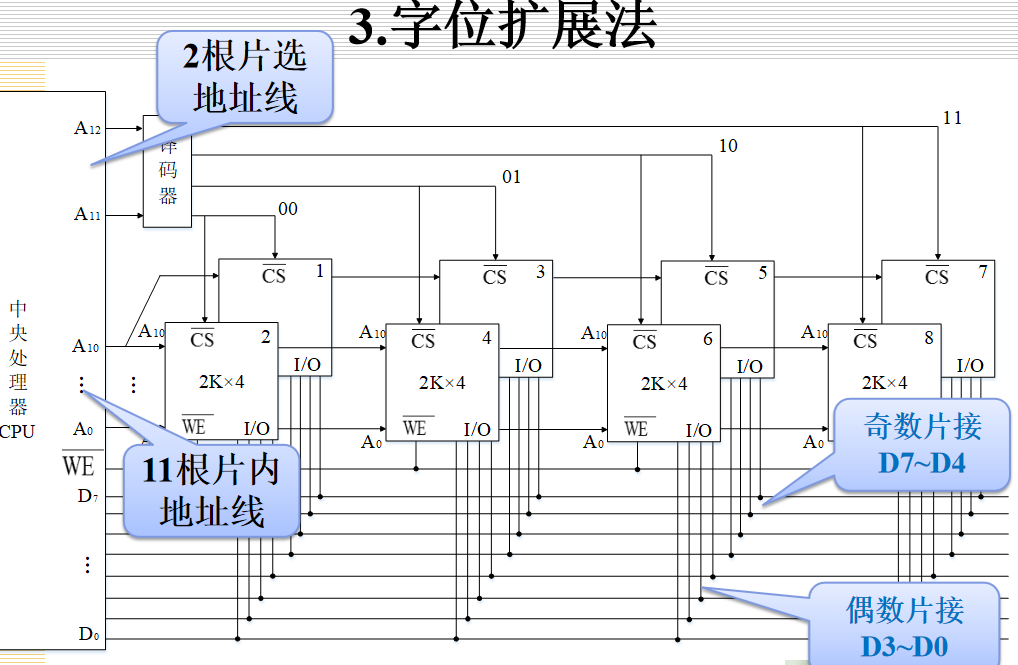 3.字位扩展法
2根片选
地址线
A12
译
码
器
A11
11
10
01
00
CS 1
CS 3
CS 5
CS 7
中
央
处
理
器
CPU
A10
⋮
A0
WE
D7
⋮
D0
A10
⋮
CS 2
2K×4
WE I/O
I/O
A10
A0
CS 4
2K×4
WE I/O
I/O
A10
A0
CS 6
2K×4
WE I/O
I/O
A10
A0
CS 8
2K×4
I/O
11根片内
地址线
奇数片接
D7~D4
偶数片接
D3~D0